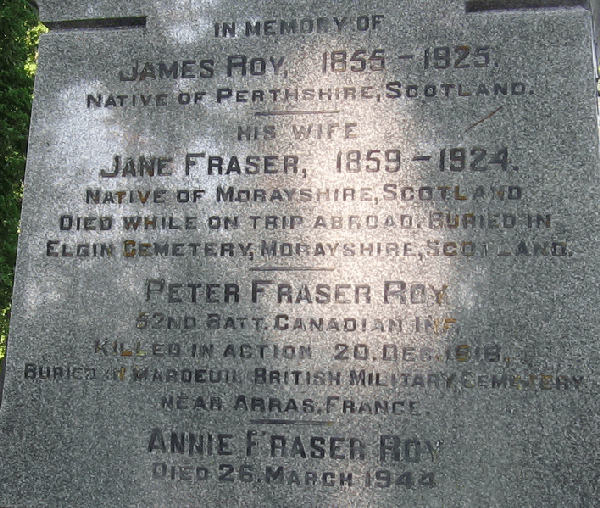 IN MEMORY OF
JAMES ROY, 1855 - 1925.
NATIVE OF PERTHSHIRE, SCOTLAND.
HIS WIFE
JANE FRASER, 1859 - 1924.
NATIVE OF MORAYSHIRE, SCOTLAND
DIED WHILE ON TRIP ABROAD. BURIED IN
ELGIN CEMETERY, MORAYSHIRE, SCOTLAND.
PETER FRASER ROY
52ND BATT. CANADIAN INF.
KILLED IN ACTION 20. DEC. 1916.
BURIED IN MAROEUIL BRITISH MILITARY CEMETERY
NEAR ARRAS, FRANCE.
ANNIE FRASER ROY
DIED 26. MARCH 1944